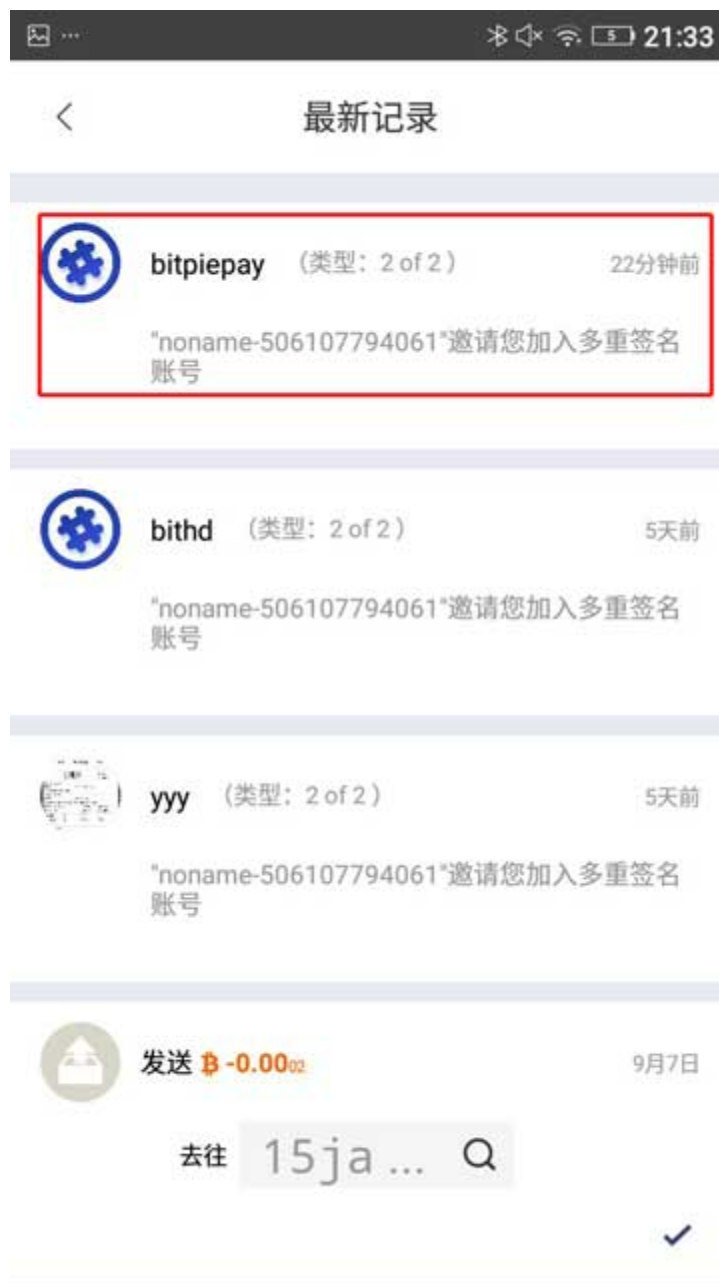 5 21:33
最新记录
bitpiepay （类型：2 of 2） 22分钟前
"noname-506107794061"邀请您加入多重签名
账号
bithd （类型：2 of 2） 5天前
"noname-506107794061"邀请您加入多重签名
账号
yyy （类型：2 of 2） 5天前
"noname-506107794061"邀请您加入多重签名
账号
发送 ₿ -0.0002 9月7日
去往 15ja ...